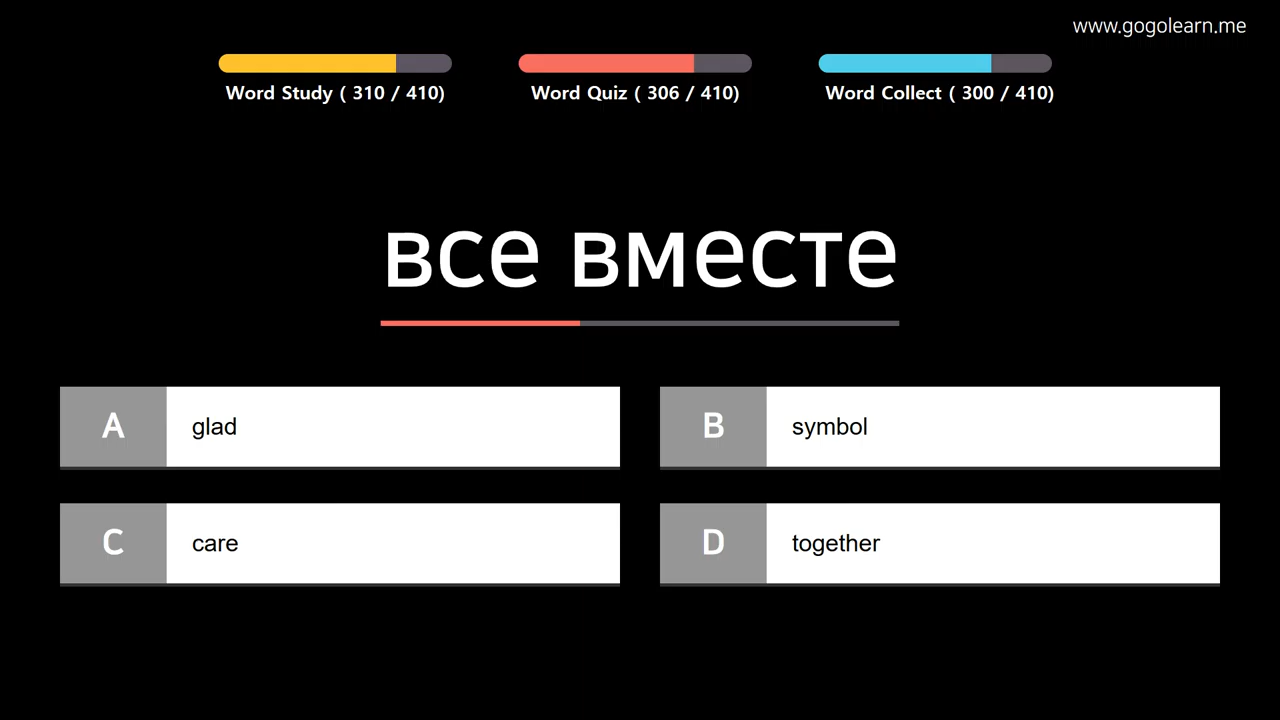 www.gogolearn.me
Word Study ( 310 / 410)
Word Quiz ( 306 / 410)
Word Collect ( 300 / 410)
все вместе
A glad
B symbol
C care
D together